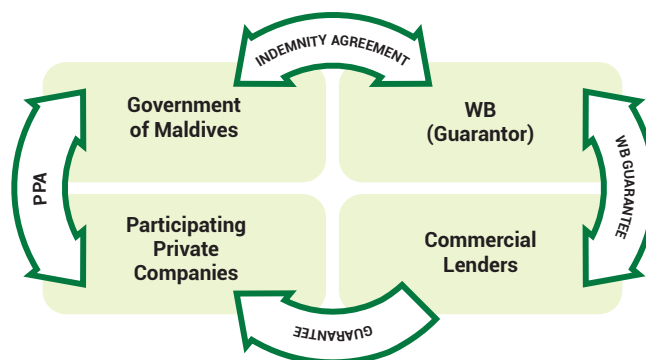 INDEMNITY AGREEMENT
Government
of Maldives
WB
(Guarantor)
PPA
WB GUARANTEE
Participating
Private
Companies
Commercial
Lenders
GUARANTEE